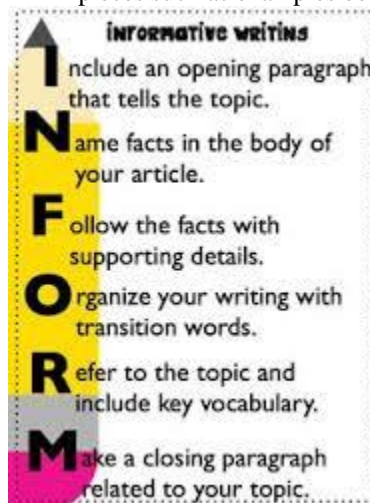 INFORMATIVE WRITING
Include an opening paragraph
that tells the topic.
Name facts in the body of
your article.
Follow the facts with
supporting details.
Organize your writing with
transition words.
Refer to the topic and
include key vocabulary.
Make a closing paragraph
related to your topic.